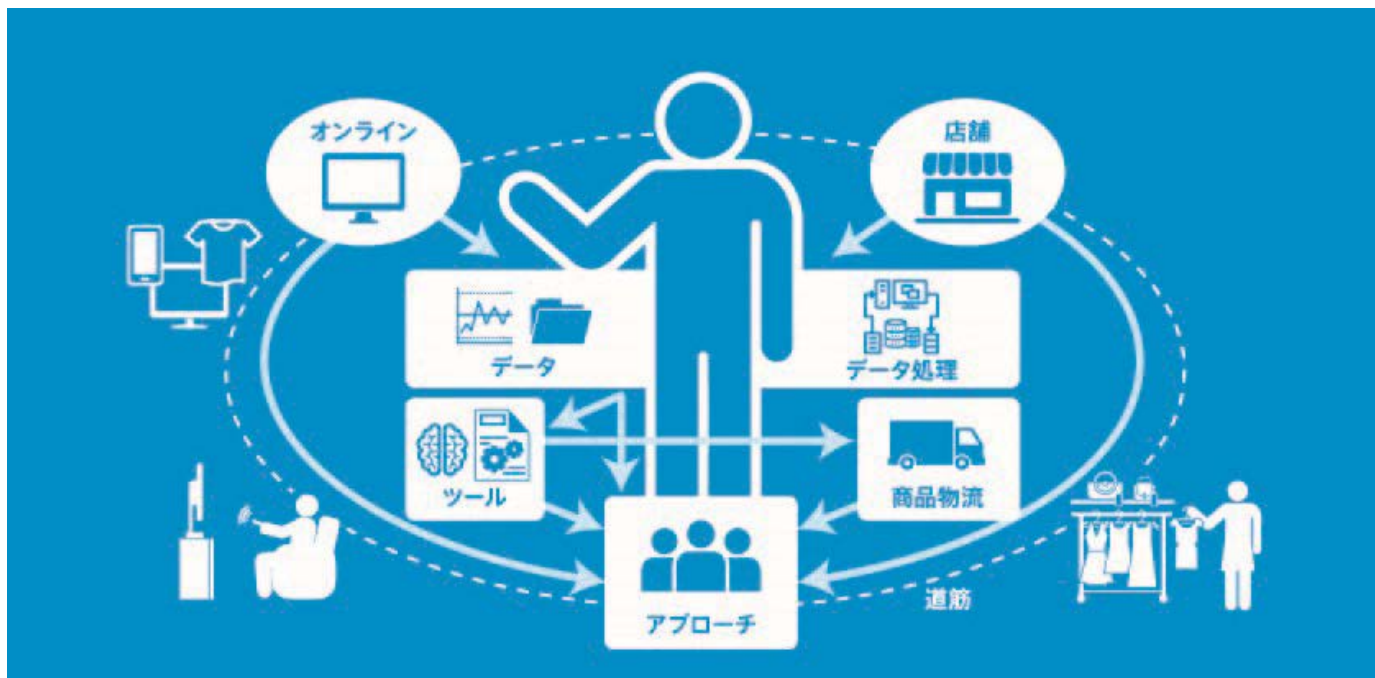 オンライン
店舗
データ
データ処理
ツール
商品物流
道筋
アプローチ